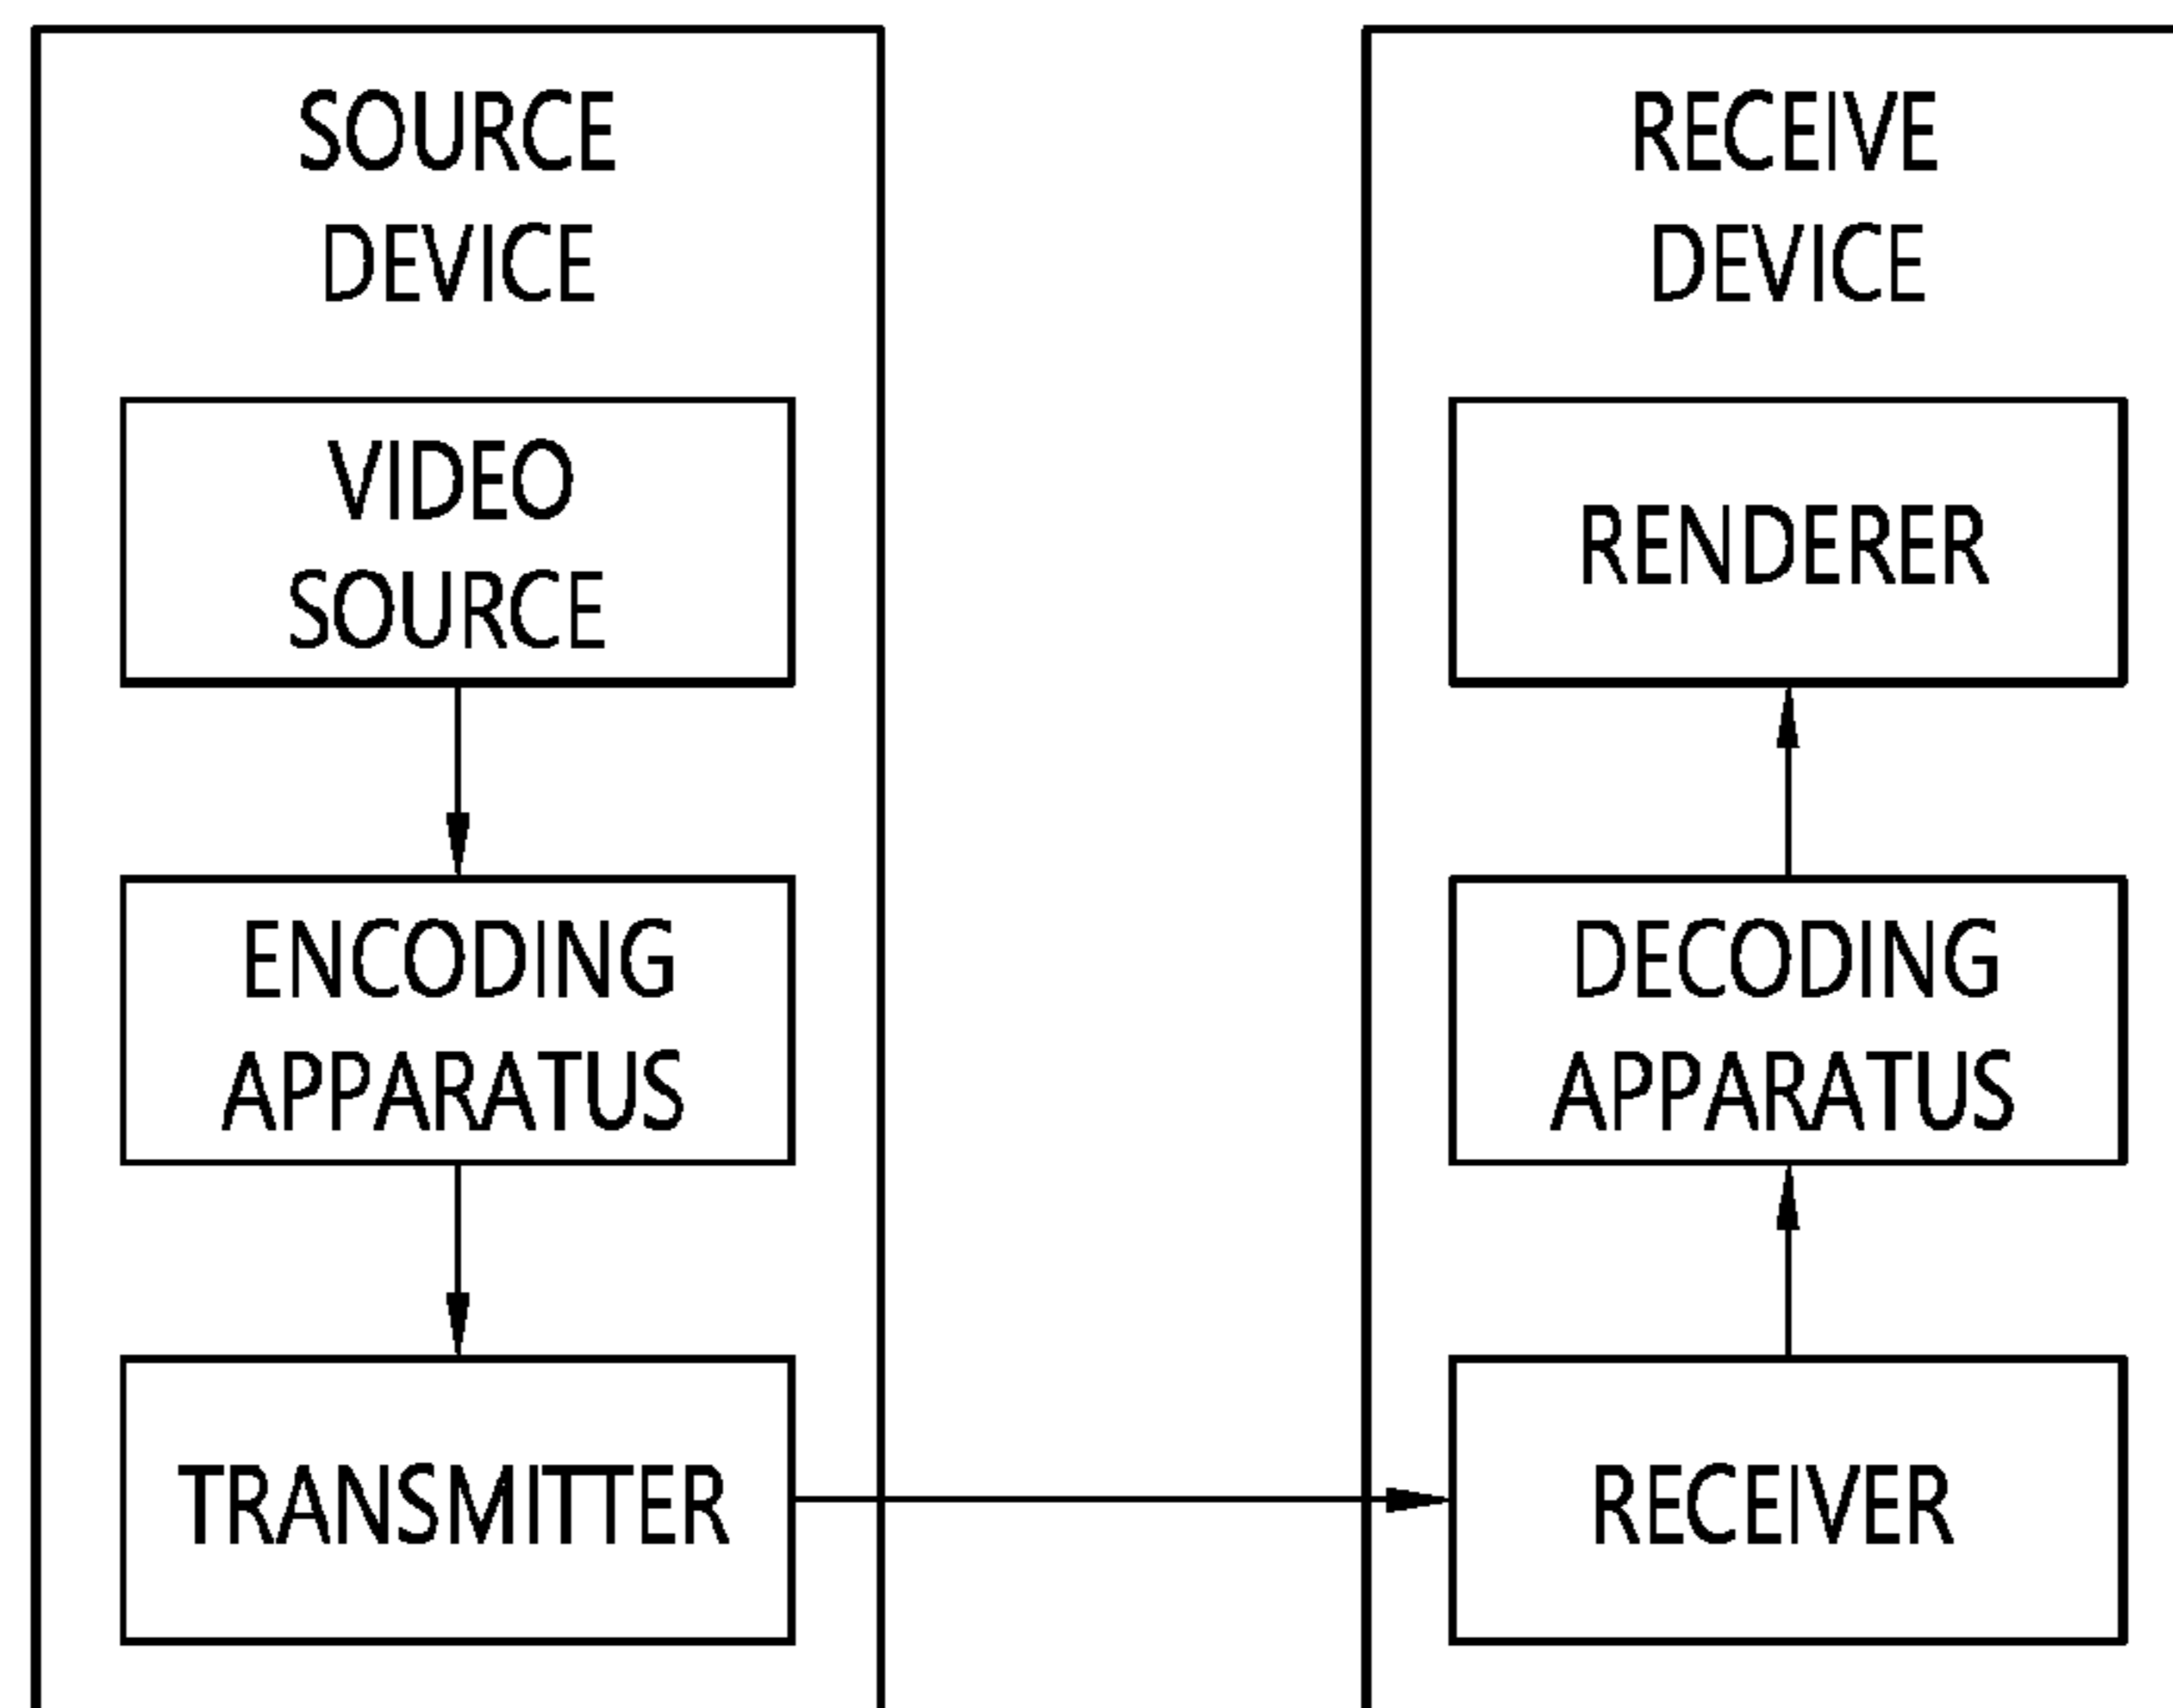 SOURCE
DEVICE
VIDEO
SOURCE
ENCODING
APPARATUS
TRANSMITTER
RECEIVE
DEVICE
RENDERER
DECODING
APPARATUS
RECEIVER